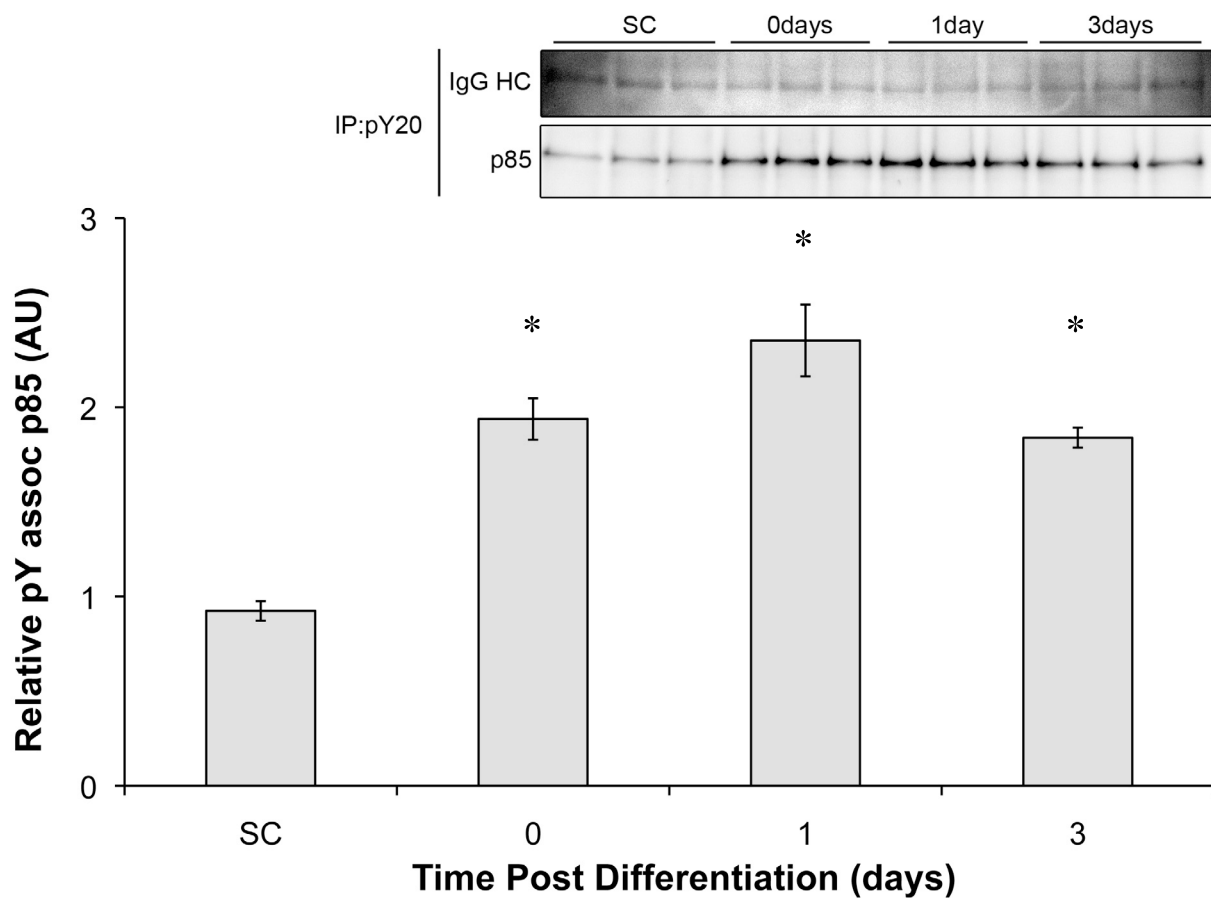 SC 0days 1day 3days
IgG HC
IP:pY20
p85
3
*
* *
2
1
0
Relative pY assoc p85 (AU)
SC 0 1 3
Time Post Differentiation (days)